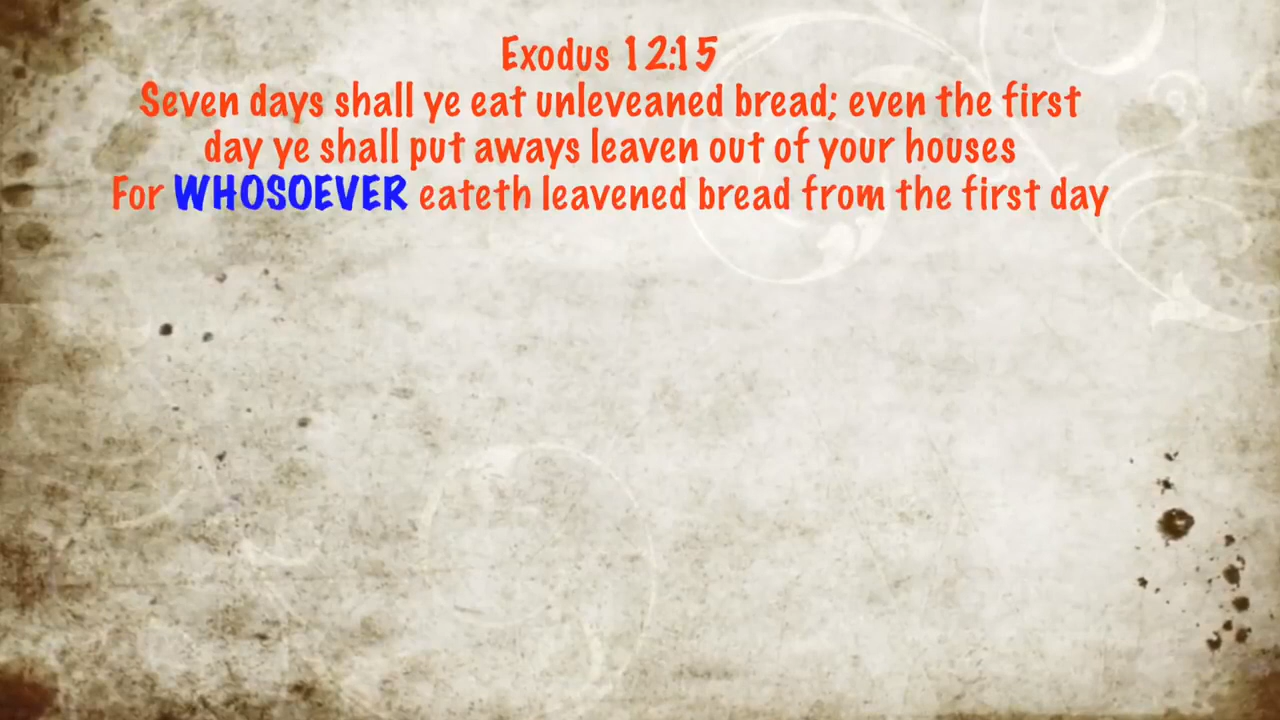 Exodus 12:15
Seven days shall ye eat unleveaned bread; even the first
day ye shall put aways leaven out of your houses
For WHOSOEVER eateth leavened bread from the first day